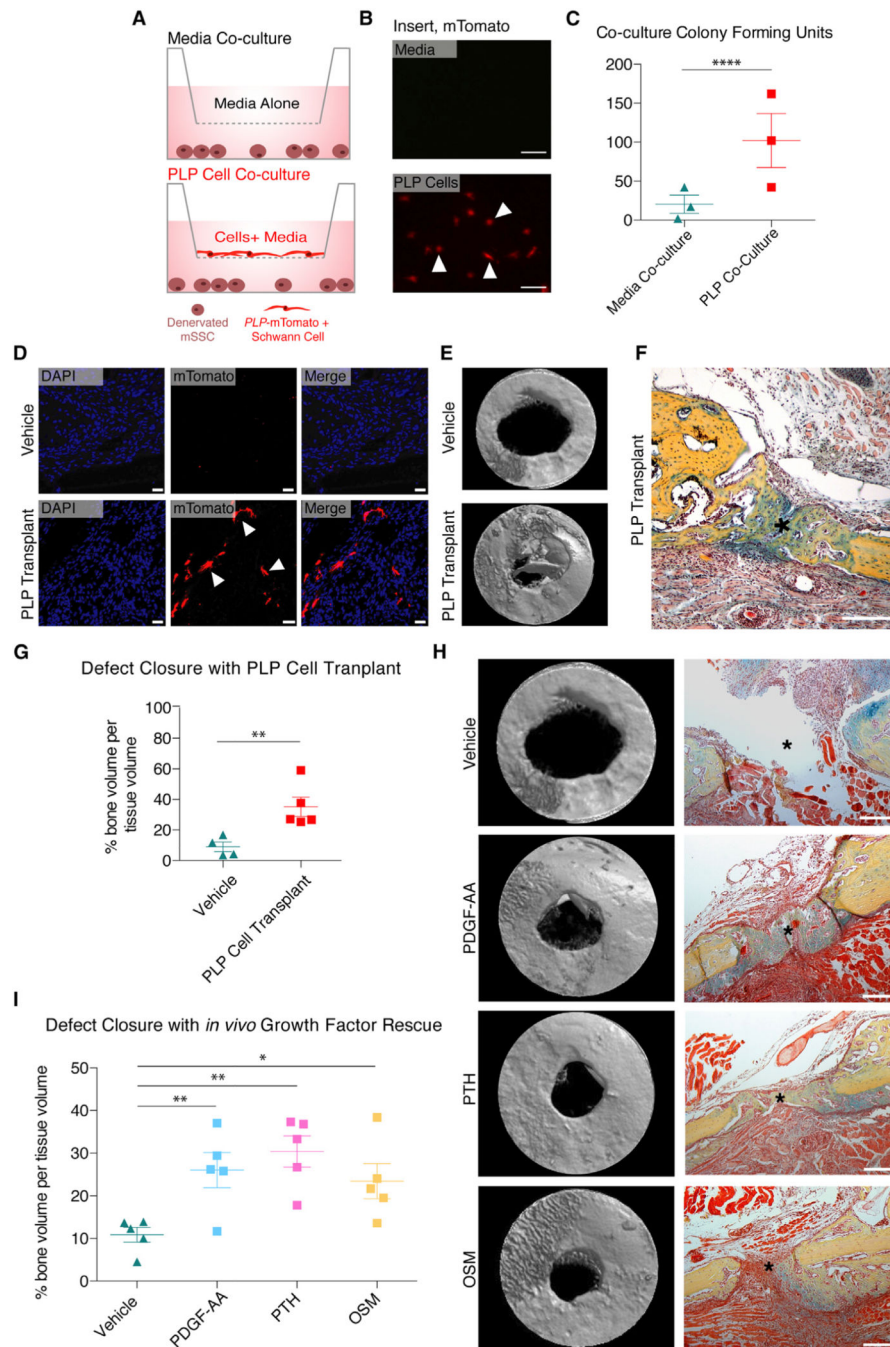 A
Media Co-culture
Media Alone
PLP Cell Co-culture
Cells+ Media
Denervated
mSSC
PLP-mTomato +
Schwann Cell
B
Insert, mTomato
Media
PLP Cells
C
Co-culture Colony Forming Units
****
200
150
100
50
0
Media Co-culture
PLP Co-Culture
D
DAPI
mTomato
Merge
Vehicle
DAPI
mTomato
Merge
PLP Transplant
E
Vehicle
PLP Transplant
F
PLP Transplant
*
G
Defect Closure with PLP Cell Tranplant
% bone volume per
tissue volume
**
100
80
60
40
20
0
Vehicle
PLP Cell Transplant
H
Vehicle
*
PDGF-AA
*
PTH
*
OSM
*
I
Defect Closure with in vivo Growth Factor Rescue
% bone volume per tissue volume
*
**
**
50
40
30
20
10
0
Vehicle
PDGF-AA
PTH
OSM